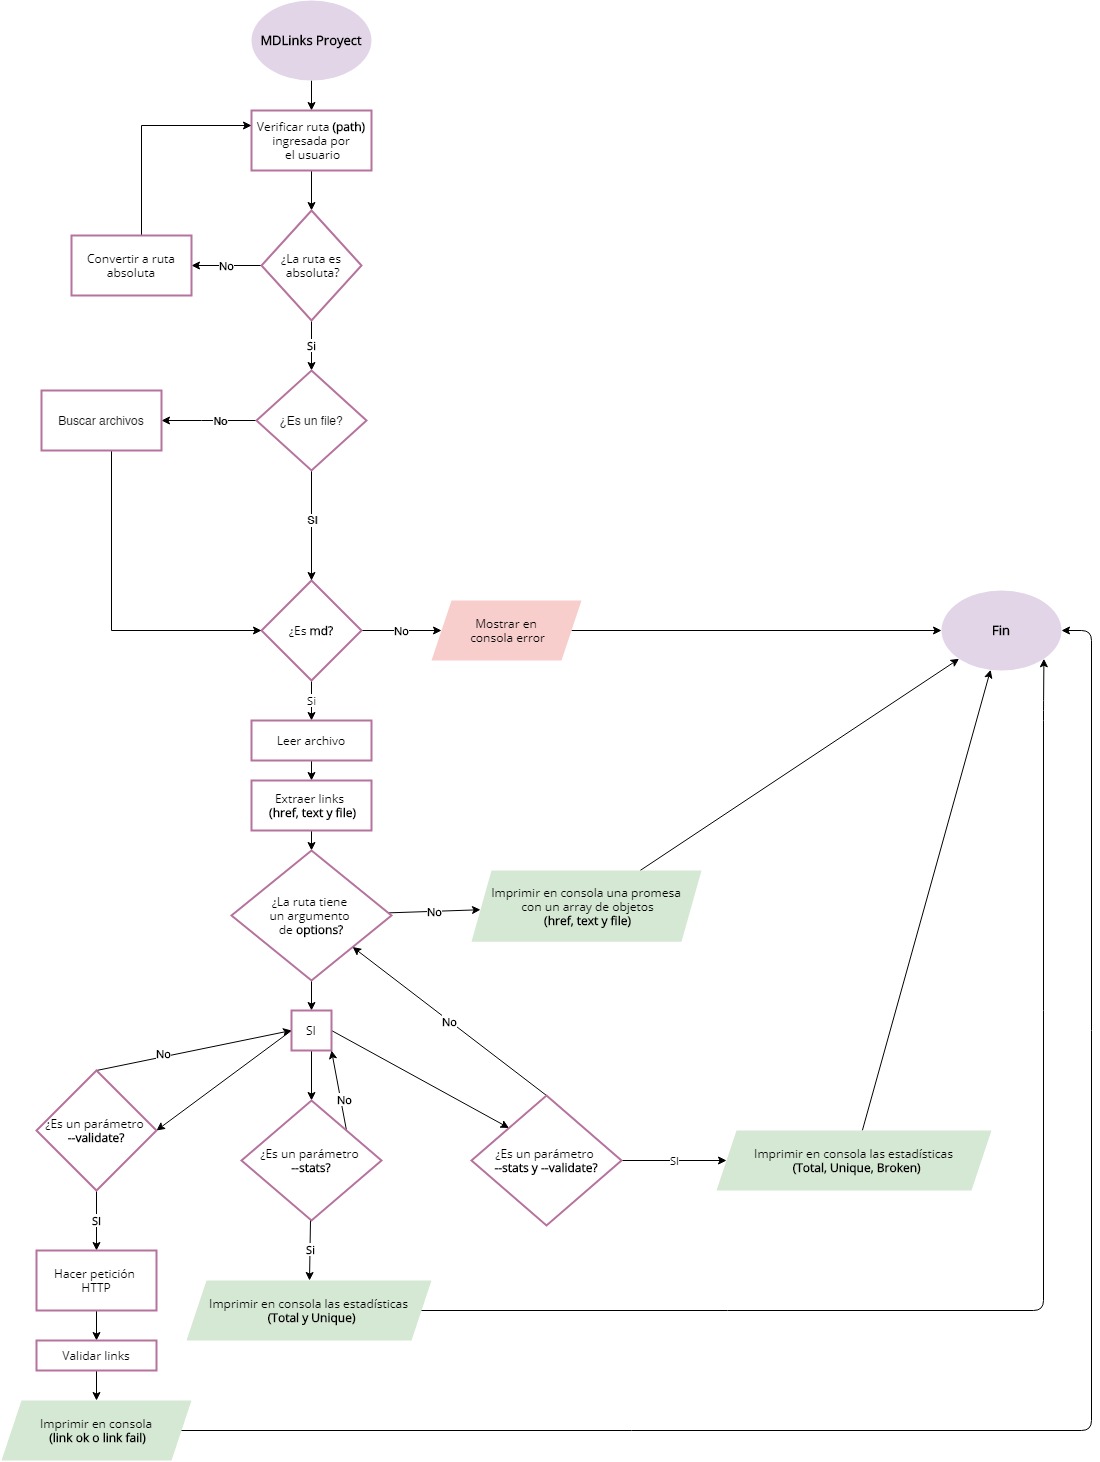 MDLinks Proyect
Verificar ruta (path)
ingresada por
el usuario
Convertir a ruta
absoluta
No
¿La ruta es
absoluta?
Si
Buscar archivos
No
¿Es un file?
SI
¿Es md?
No
Mostrar en
consola error
Fin
Si
Leer archivo
Extraer links
(href, text y file)
¿La ruta tiene
un argumento
de options?
No
Imprimir en consola una promesa
con un array de objetos
(href, text y file)
SI
No
No
No
¿Es un parámetro
--validate?
¿Es un parámetro
--stats?
¿Es un parámetro
--stats y --validate?
SI
Imprimir en consola las estadísticas
(Total, Unique, Broken)
SI
Si
Hacer petición
HTTP
Imprimir en consola las estadísticas
(Total y Unique)
Validar links
Imprimir en consola
(link ok o link fail)